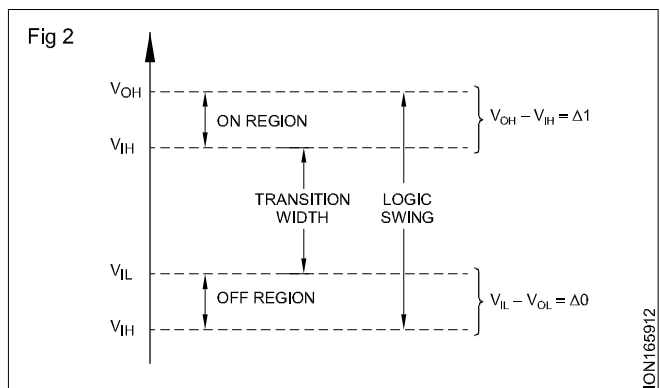 Fig 2
VOH
ON REGION
VOH – VIH = Δ1
VIH
TRANSITION
WIDTH
LOGIC
SWING
VIL
OFF REGION
VIL – VOL = Δ0
VIH
ION165912